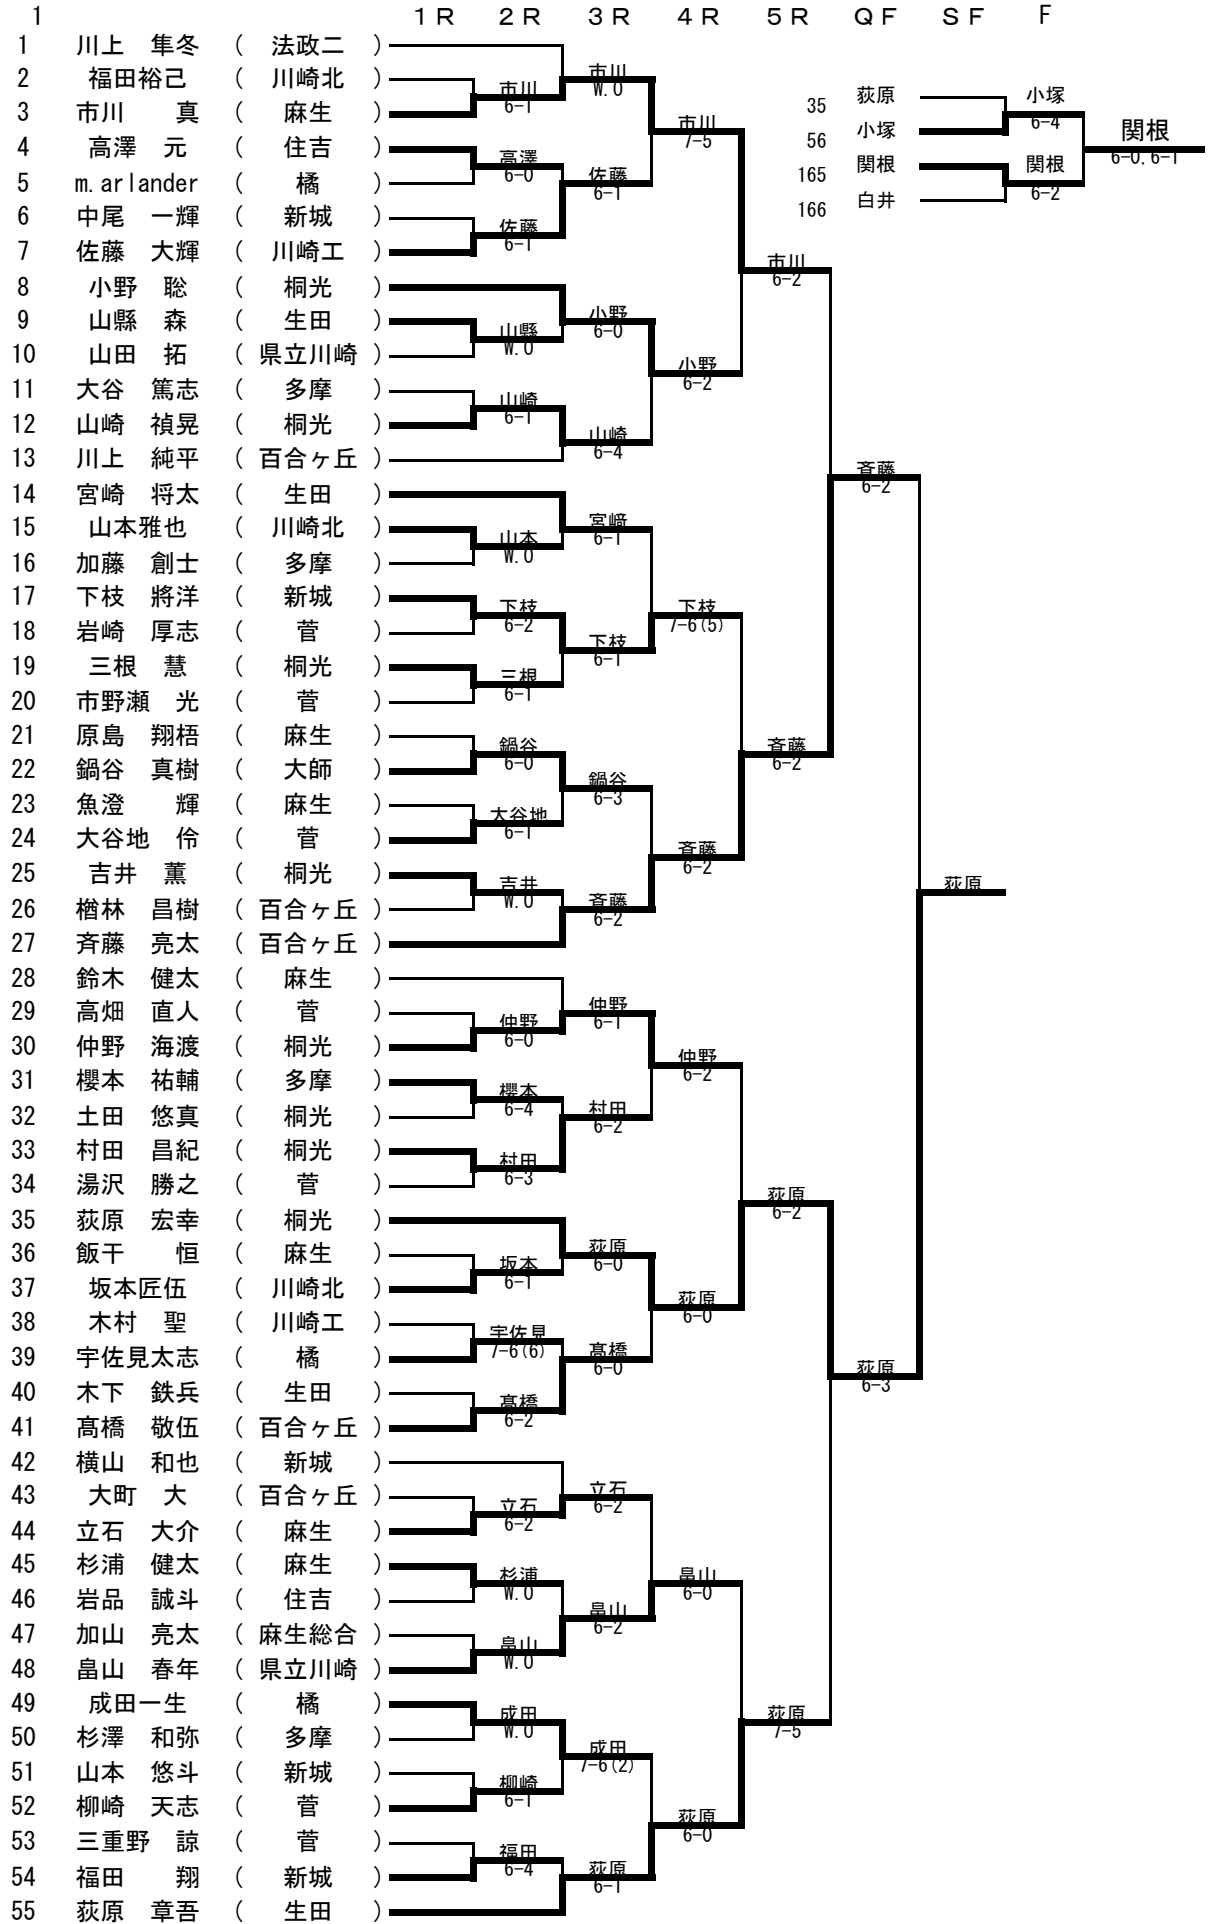 1 1R 2R 3R 4R 5R QF SF F
1 川上 隼冬 ( 法政二 )
2 福田裕己 ( 川崎北 )
3 市川 真 ( 麻生 )
4 高澤 元 ( 住吉 )
5 m.arlander ( 橘 )
6 中尾 一輝 ( 新城 )
7 佐藤 大輝 ( 川崎工 )
8 小野 聡 ( 桐光 )
9 山縣 森 ( 生田 )
10 山田 拓 ( 県立川崎 )
11 大谷 篤志 ( 多摩 )
12 山崎 禎晃 ( 桐光 )
13 川上 純平 ( 百合ヶ丘 )
14 宮崎 将太 ( 生田 )
15 山本雅也 ( 川崎北 )
16 加藤 創士 ( 多摩 )
17 下枝 將洋 ( 新城 )
18 岩崎 厚志 ( 菅 )
19 三根 慧 ( 桐光 )
20 市野瀬 光 ( 菅 )
21 原島 翔梧 ( 麻生 )
22 鍋谷 真樹 ( 大師 )
23 魚澄 輝 ( 麻生 )
24 大谷地 伶 ( 菅 )
25 吉井 薫 ( 桐光 )
26 楢林 昌樹 ( 百合ヶ丘 )
27 斉藤 亮太 ( 百合ヶ丘 )
28 鈴木 健太 ( 麻生 )
29 高畑 直人 ( 菅 )
30 仲野 海渡 ( 桐光 )
31 櫻本 祐輔 ( 多摩 )
32 土田 悠真 ( 桐光 )
33 村田 昌紀 ( 桐光 )
34 湯沢 勝之 ( 菅 )
35 荻原 宏幸 ( 桐光 )
36 飯干 恒 ( 麻生 )
37 坂本匠伍 ( 川崎北 )
38 木村 聖 ( 川崎工 )
39 宇佐見太志 ( 橘 )
40 木下 鉄兵 ( 生田 )
41 髙橋 敬伍 ( 百合ヶ丘 )
42 横山 和也 ( 新城 )
43 大町 大 ( 百合ヶ丘 )
44 立石 大介 ( 麻生 )
45 杉浦 健太 ( 麻生 )
46 岩品 誠斗 ( 住吉 )
47 加山 亮太 ( 麻生総合 )
48 畠山 春年 ( 県立川崎 )
49 成田一生 ( 橘 )
50 杉澤 和弥 ( 多摩 )
51 山本 悠斗 ( 新城 )
52 柳崎 天志 ( 菅 )
53 三重野 諒 ( 菅 )
54 福田 翔 ( 新城 )
55 荻原 章吾 ( 生田 )
市川
6-1
高澤
6-0
佐藤
6-1
山縣
W.O
山崎
6-1
山本
W.O
下枝
6-2
三根
6-1
鍋谷
6-0
大谷地
6-1
吉井
W.O
仲野
6-0
櫻本
6-4
村田
6-3
坂本
6-1
宇佐見
7-6(6)
髙橋
6-2
立石
6-2
杉浦
W.O
畠山
W.O
成田
W.O
柳崎
6-1
福田
6-4
市川
W.O
佐藤
6-1
小野
6-0
山崎
6-4
宮﨑
6-1
下枝
6-1
鍋谷
6-3
斉藤
6-2
仲野
6-1
村田
6-2
荻原
6-0
髙橋
6-0
立石
6-2
畠山
6-2
成田
7-6(2)
荻原
6-1
市川
7-5
小野
6-2
下枝
7-6(5)
斉藤
6-2
仲野
6-2
荻原
6-0
畠山
6-0
荻原
6-0
市川
6-2
斉藤
6-2
荻原
6-2
荻原
7-5
斉藤
6-2
荻原
6-3
荻原
35 荻原
56 小塚
165 関根
166 白井
小塚
6-4
関根
6-2
関根
6-0.6-1